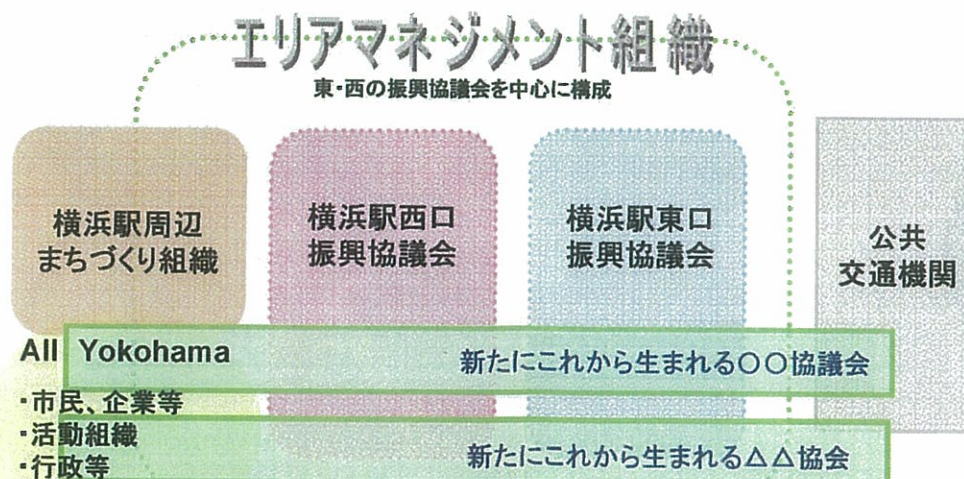 エリアマネジメント組織
東・西の振興協議会を中心に構成
横浜駅周辺
まちづくり組織
横浜駅西口
振興協議会
横浜駅東口
振興協議会
公共
交通機関
All Yokohama
・市民、企業等
・活動組織
・行政等
新たにこれから生まれる〇〇協議会
新たにこれから生まれる△△協会